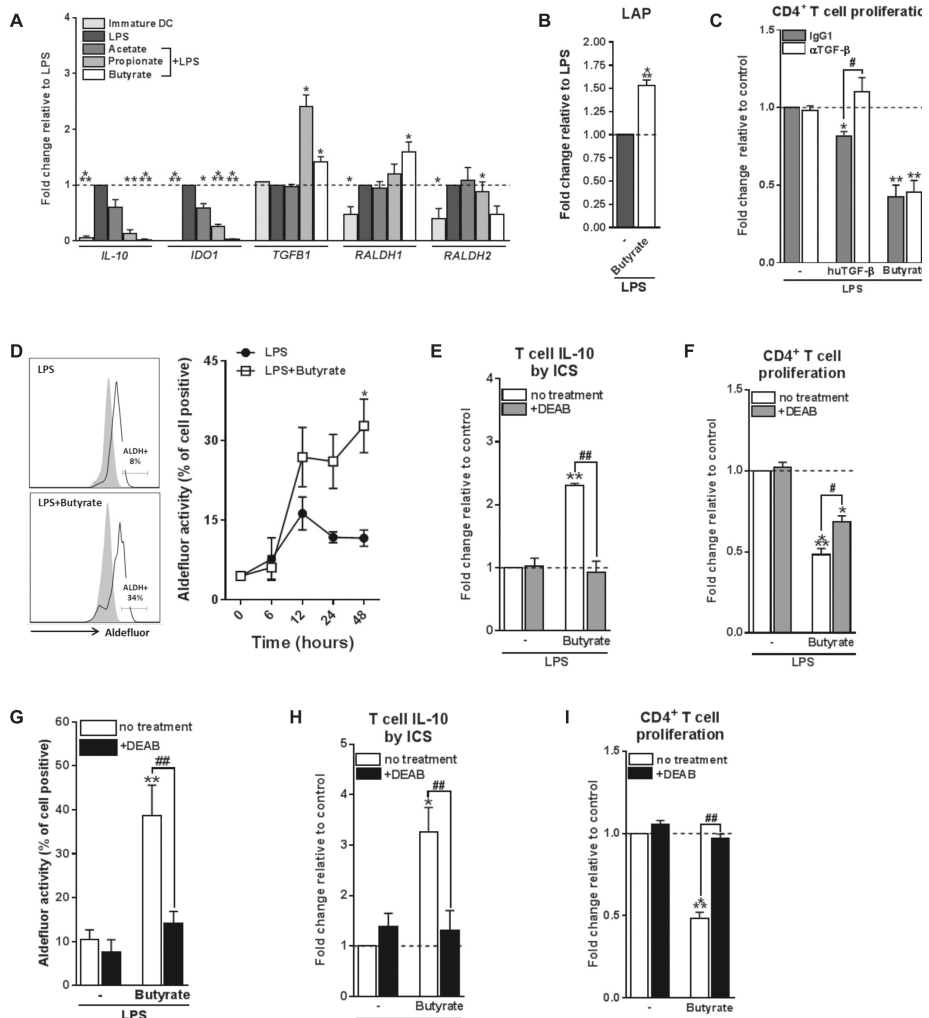 A
Immature DC
LPS
Acetate
Propionate
Butyrate
+LPS
Fold change relative to LPS
4
3
2
1
0
** * * ** ** ** * ** ** ** * * * * * *
IL-10 IDO1 TGFB1 RALDH1 RALDH2
B
LAP
Fold change relative to LPS
2.00
1.75
1.50
1.25
1.00
0.75
0.50
0.25
0.00
***
- Butyrate
LPS
C
CD4+ T cell proliferatio
IgG1
αTGF-β
Fold change relative to control
1.5
1.0
0.5
0.0
#
*
** **
- huTGF-β Butyrat
LPS
D
LPS
ALDH+
8%
LPS+Butyrate
ALDH+
34%
Aldefluor
LPS
LPS+Butyrate
Aldefluor activity (% of cell positive)
45
30
15
0
*
0 6 12 24 48
Time (hours)
E
T cell IL-10
by ICS
no treatment
+DEAB
Fold change relative to control
4
3
2
1
0
##
**
- Butyrate
LPS
F
CD4+ T cell
proliferation
no treatment
+DEAB
Fold change relative to control
1.5
1.0
0.5
0.0
#
*
***
- Butyrate
LPS
G
no treatment
+DEAB
Aldefluor activity (% of cell positive)
60
50
40
30
20
10
0
##
**
- Butyrate
LPS
H
T cell IL-10
by ICS
no treatment
+DEAB
Fold change relative to control
5
4
3
2
1
0
##
*
- Butyrate
I
CD4+ T cell
proliferation
no treatment
+DEAB
Fold change relative to control
1.5
1.0
0.5
0.0
##
***
- Butyrate